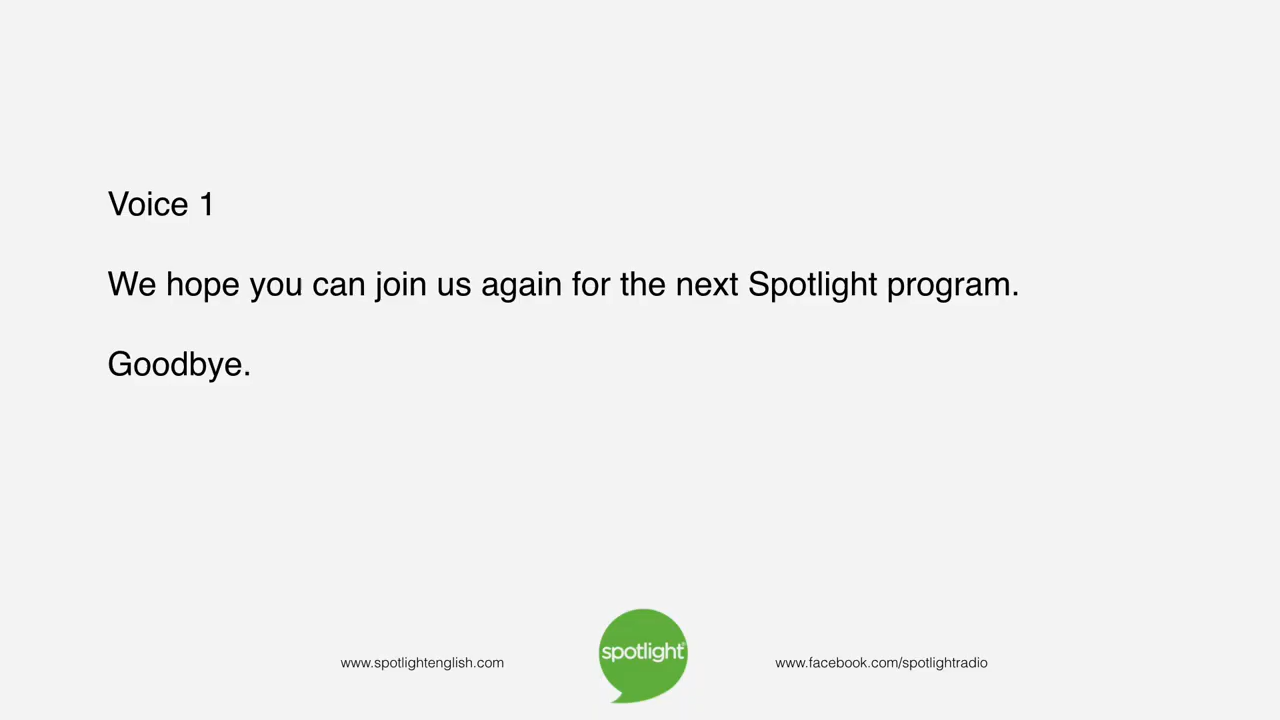 Voice 1
We hope you can join us again for the next Spotlight program.
Goodbye.
www.spotlightenglish.com
spotlight
www.facebook.com/spotlightradio